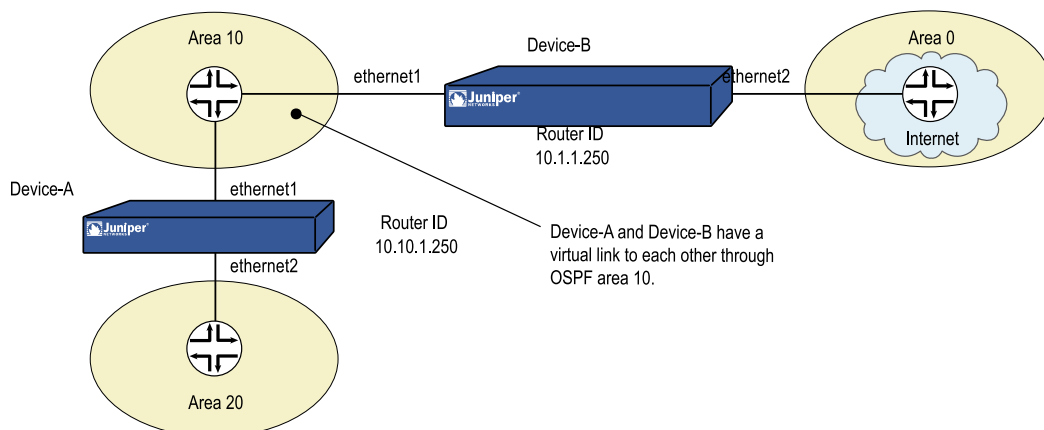 Area 10
Device-B
Area 0
ethernet1
ethernet2
Juniper
NETWORKS
Internet
Router ID
10.1.1.250
Device-A
ethernet1
Juniper
NETWORKS
Router ID
10.10.1.250
Device-A and Device-B have a
virtual link to each other through
OSPF area 10.
ethernet2
Area 20